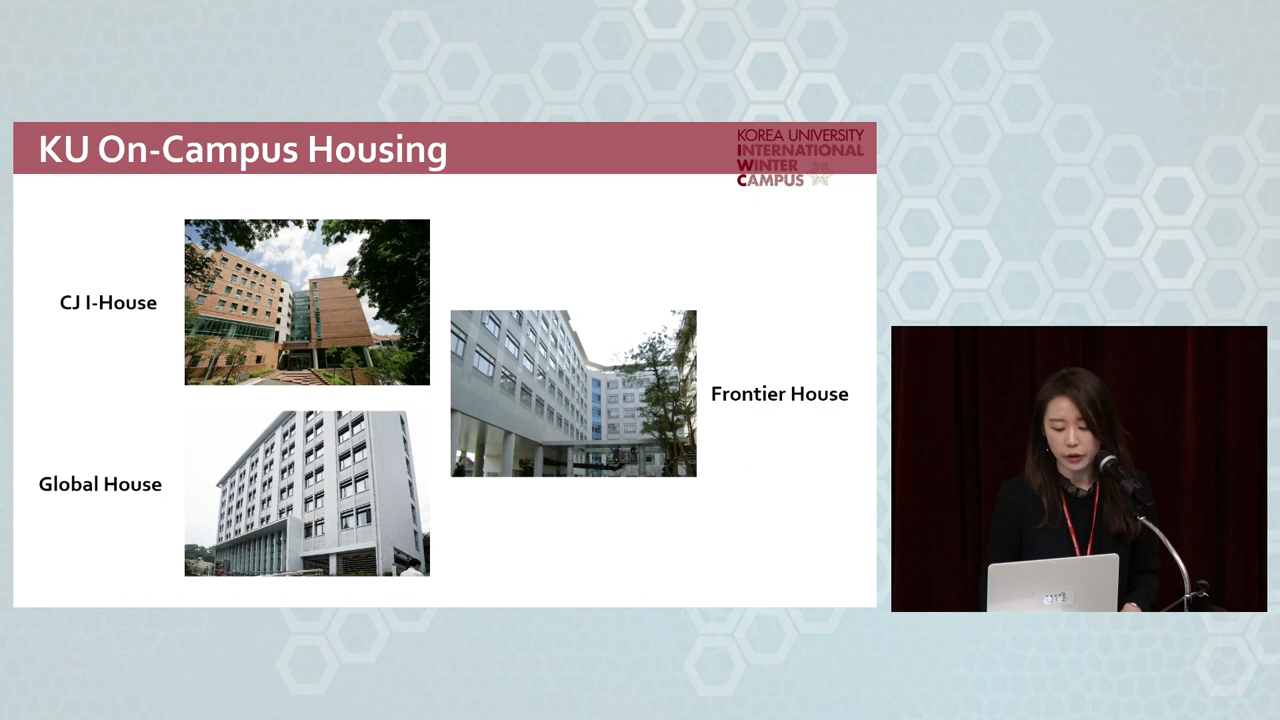 KU On-Campus Housing
KOREA UNIVERSITY
INTERNATIONAL
WINTER
CAMPUS
CJ I-House
Frontier House
Global House